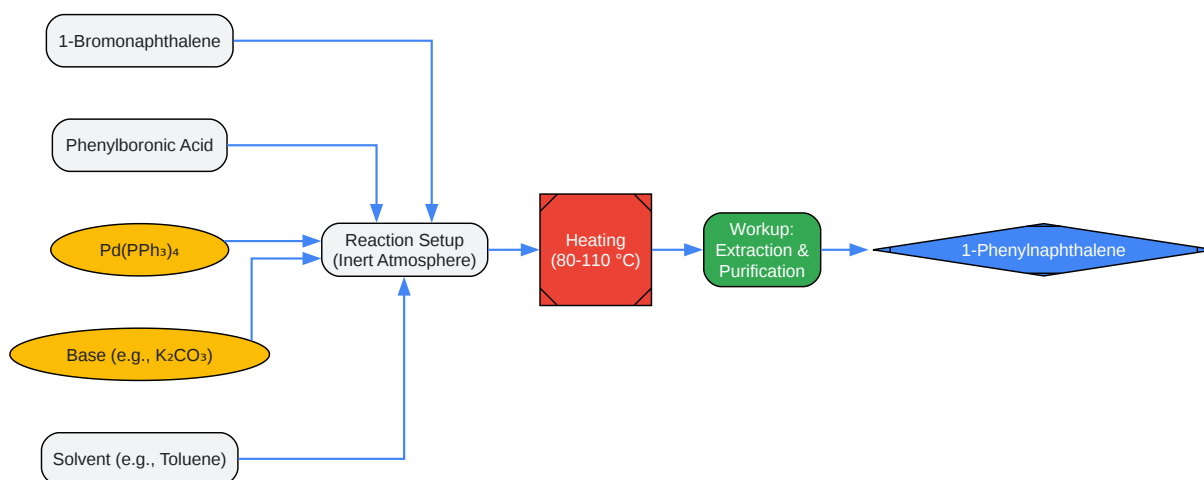 1-Bromonaphthalene
Phenylboronic Acid
Pd(PPh₃)₄
Base (e.g., K₂CO₃)
Solvent (e.g., Toluene)
Reaction Setup
(Inert Atmosphere)
Heating
(80-110 °C)
Workup:
Extraction &
Purification
1-Phenylnaphthalene